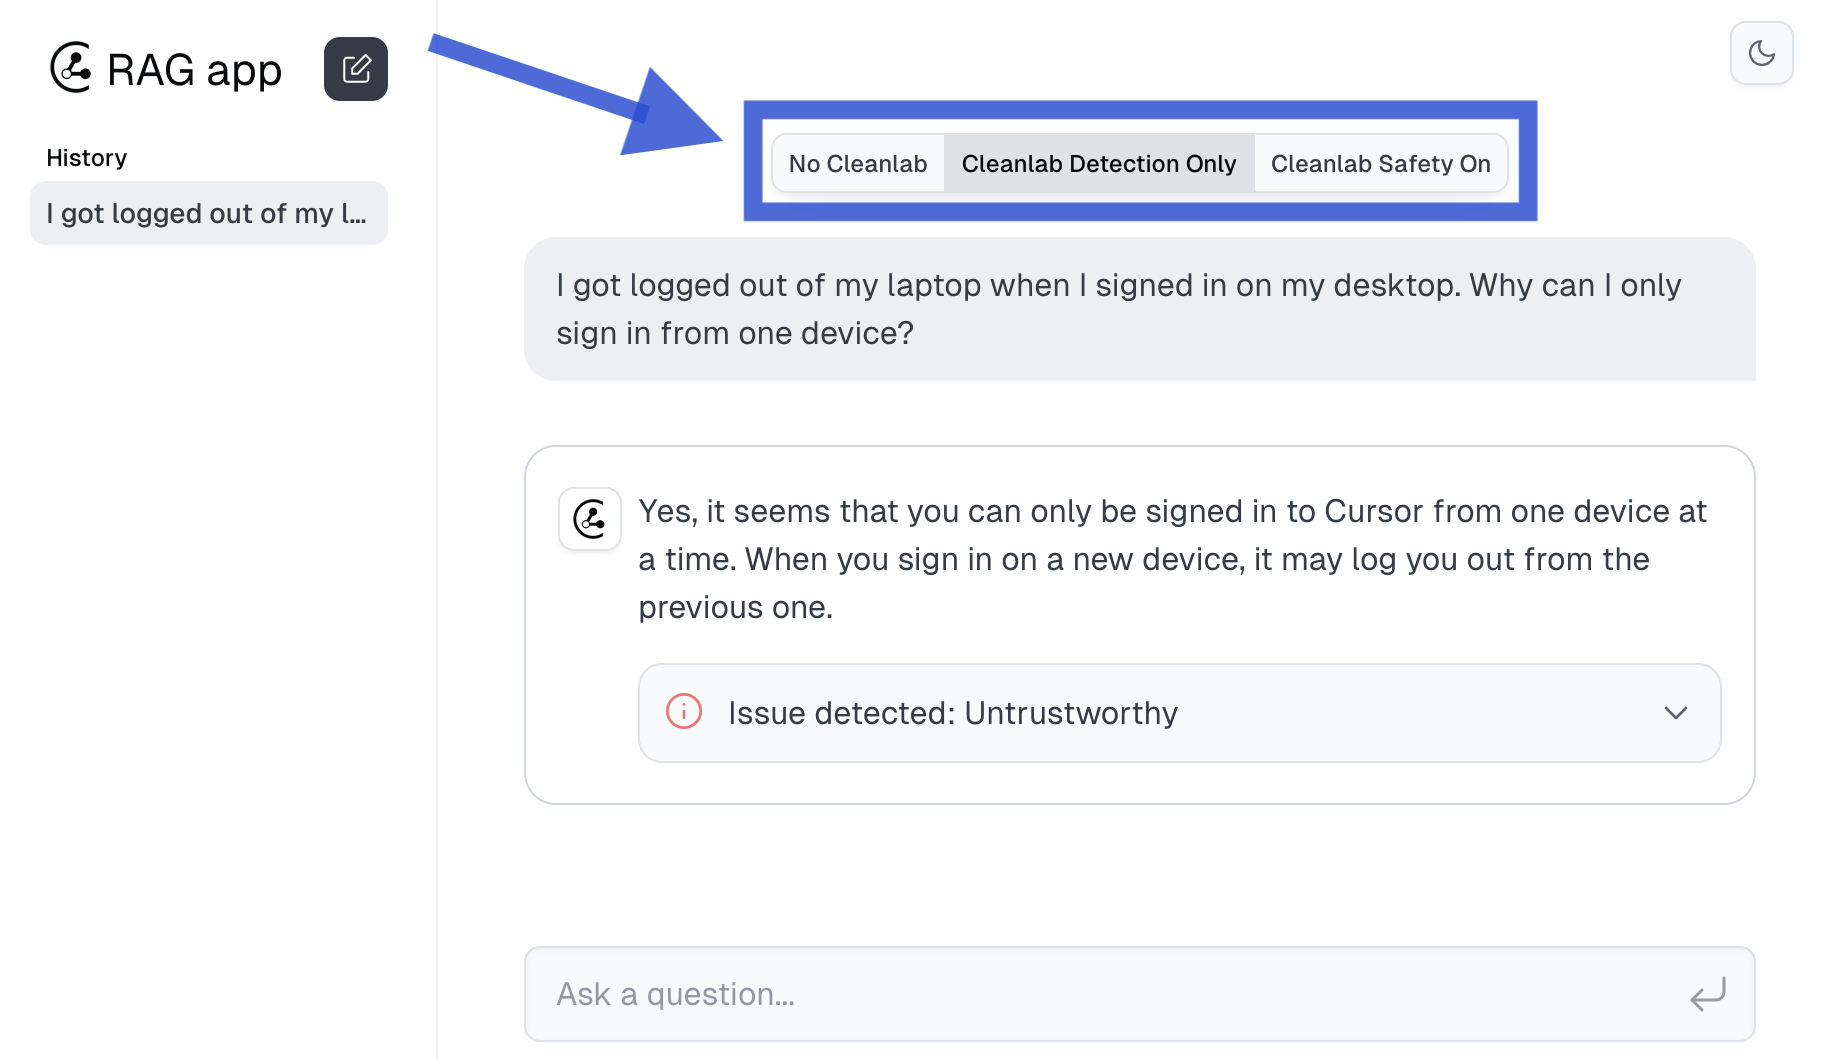 RAG app
History
I got logged out of my l...
No Cleanlab
Cleanlab Detection Only
Cleanlab Safety On
I got logged out of my laptop when I signed in on my desktop. Why can I only
sign in from one device?
Yes, it seems that you can only be signed in to Cursor from one device at
a time. When you sign in on a new device, it may log you out from the
previous one.
Issue detected: Untrustworthy
Ask a question...